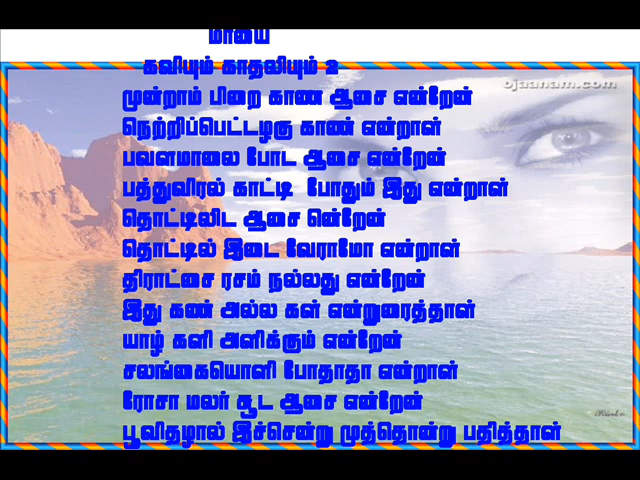 மாயை
கவியும் காதலியும் 2
ojaanam.com
மூன்றாம் பிறை காண ஆசை என்றேன்
நெற்றிப்பெட்டழகு காண் என்றாள்
பவளமாலை போட ஆசை என்றேன்
பத்துவிரல் காட்டி போதும் இது என்றாள்
தொட்டிலிட ஆசை ென்றேன்
தொட்டில் இடை வேராமோ என்றாள்
திராட்சை ரசம் நல்லது என்றேன்
இது கண் அல்ல கள் என்றுரைத்தாள்
யாழ் களி அளிக்கும் என்றேன்
சலங்கையொளி போதாதா என்றாள்
ரோசா மலர் சூட ஆசை என்றேன்
பூவிதழால் இச்சென்று முத்தொன்று பதித்தாள்